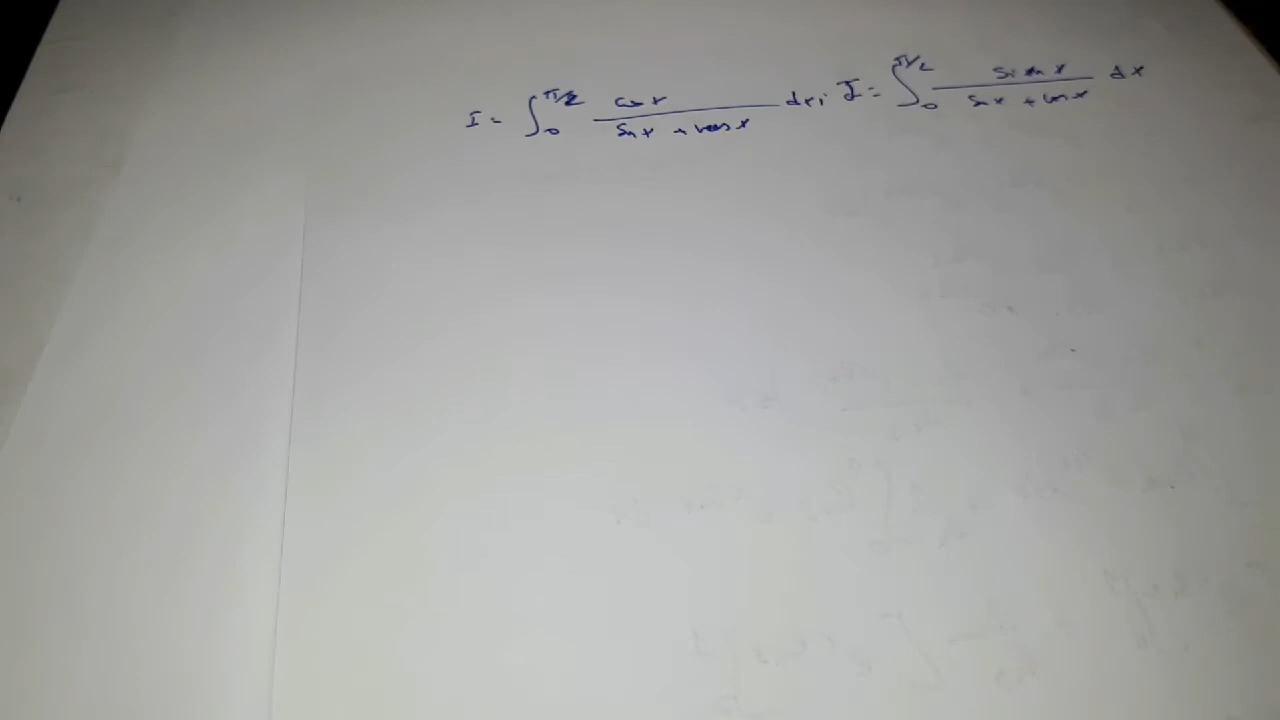 I = ∫₀^{π/2} cos x / (sin x + cos x) dx ; J = ∫₀^{π/2} sin x / (sin x + cos x) dx